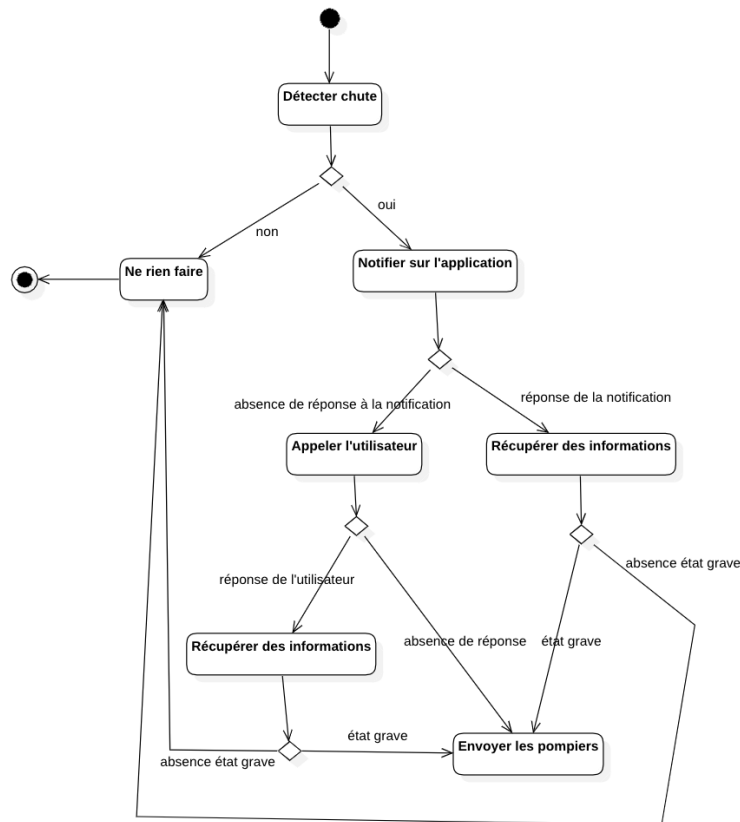 Détecter chute
oui
non
Ne rien faire
Notifier sur l'application
absence de réponse à la notification
réponse de la notification
Appeler l'utilisateur
Récupérer des informations
absence état grave
réponse de l'utilisateur
absence de réponse
état grave
Récupérer des informations
état grave
Envoyer les pompiers
absence état grave